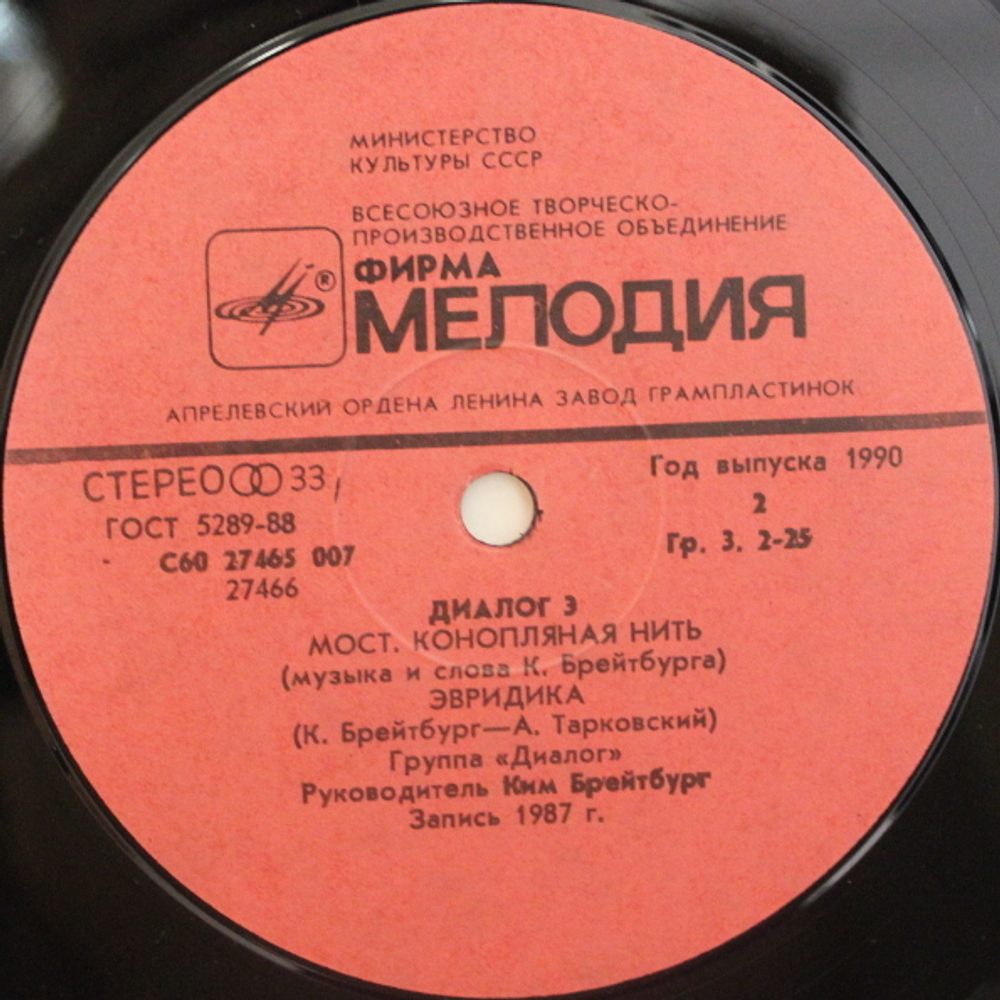 МИНИСТЕРСТВО
КУЛЬТУРЫ СССР
ВСЕСОЮЗНОЕ ТВОРЧЕСКО-
ПРОИЗВОДСТВЕННОЕ ОБЪЕДИНЕНИЕ
ФИРМА
®
МЕЛОДИЯ
АПРЕЛЕВСКИЙ ОРДЕНА ЛЕНИНА ЗАВОД ГРАМПЛАСТИНОК
СТЕРЕО 33
Год выпуска 1990
ГОСТ 5289-88
2
С60 27465 007
Гр. 3. 2-25
27466
ДИАЛОГ 3
МОСТ. КОНОПЛЯНАЯ НИТЬ
(музыка и слова К. Брейтбурга)
ЭВРИДИКА
(К. Брейтбург—А. Тарковский)
Группа «Диалог»
Руководитель Ким Брейтбург
Запись 1987 г.